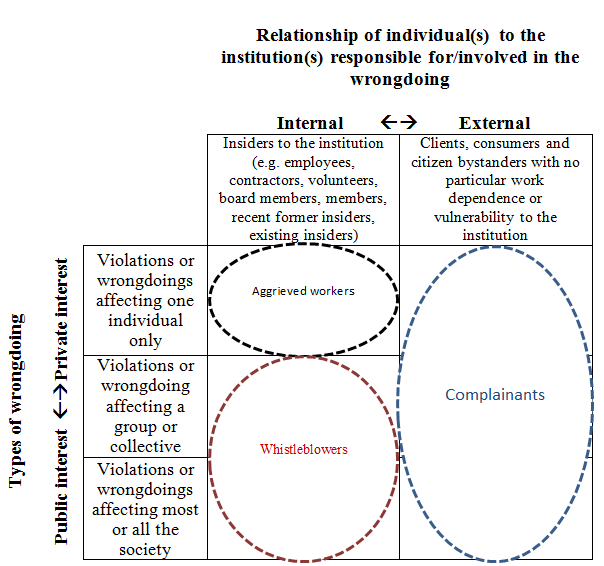 Relationship of individual(s) to the
institution(s) responsible for/involved in the
wrongdoing
Internal ←→ External
Insiders to the institution
(e.g. employees,
contractors, volunteers,
board members, members,
recent former insiders,
existing insiders)
Clients, consumers and
citizen bystanders with no
particular work
dependence or
vulnerability to the
institution
Types of wrongdoing
Public interest ←→Private interest
Violations or
wrongdoings
affecting one
individual
only
Aggrieved workers
Violations or
wrongdoing
affecting a
group or
collective
Complainants
Whistleblowers
Violations or
wrongdoings
affecting most
or all the
society